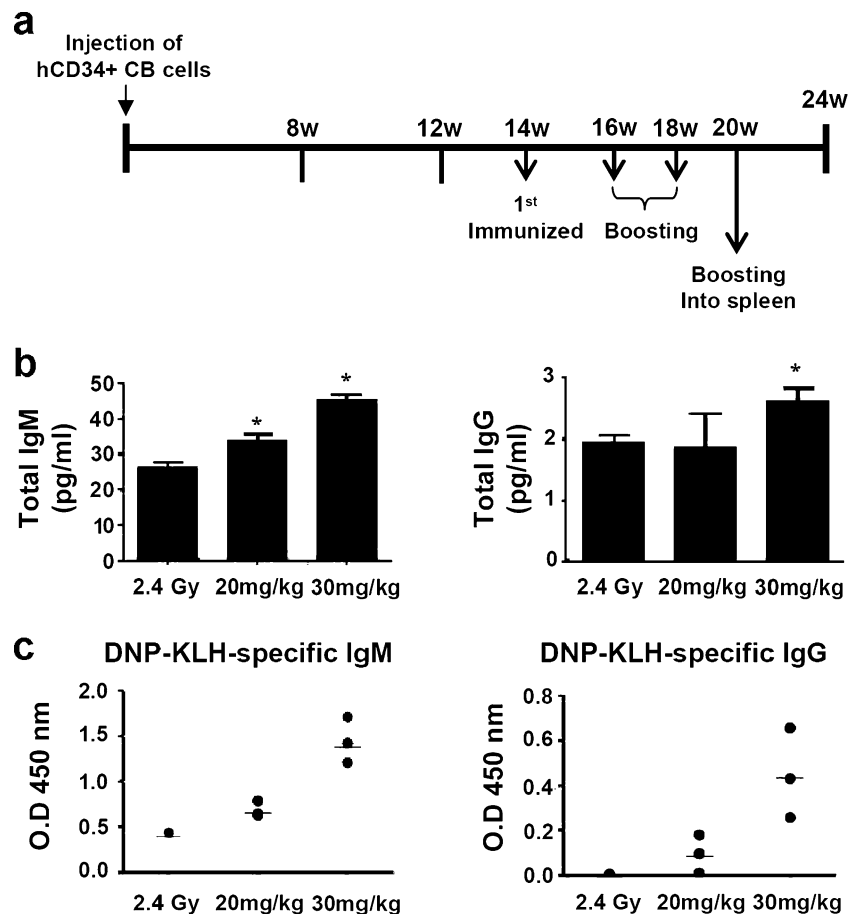 a
Injection of
hCD34+ CB cells
8w
12w
14w
16w
18w
20w
24w
1st
Immunized
Boosting
Boosting
Into spleen
b
Total IgM
(pg/ml)
50
40
30
20
10
0
*
*
2.4 Gy
20mg/kg
30mg/kg
Total IgG
(pg/ml)
3
2
1
0
*
2.4 Gy
20mg/kg
30mg/kg
c
DNP-KLH-specific IgM
O.D 450 nm
2.0
1.5
1.0
0.5
0.0
2.4 Gy
20mg/kg
30mg/kg
DNP-KLH-specific IgG
O.D 450 nm
0.8
0.6
0.4
0.2
0.0
2.4 Gy
20mg/kg
30mg/kg